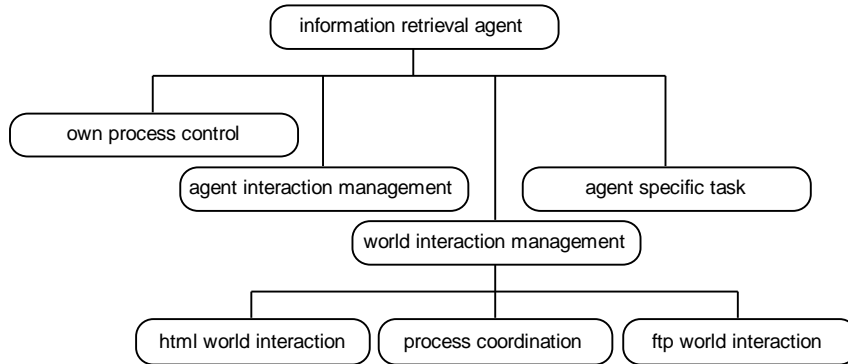 information retrieval agent
own process control
agent interaction management
agent specific task
world interaction management
html world interaction
process coordination
ftp world interaction